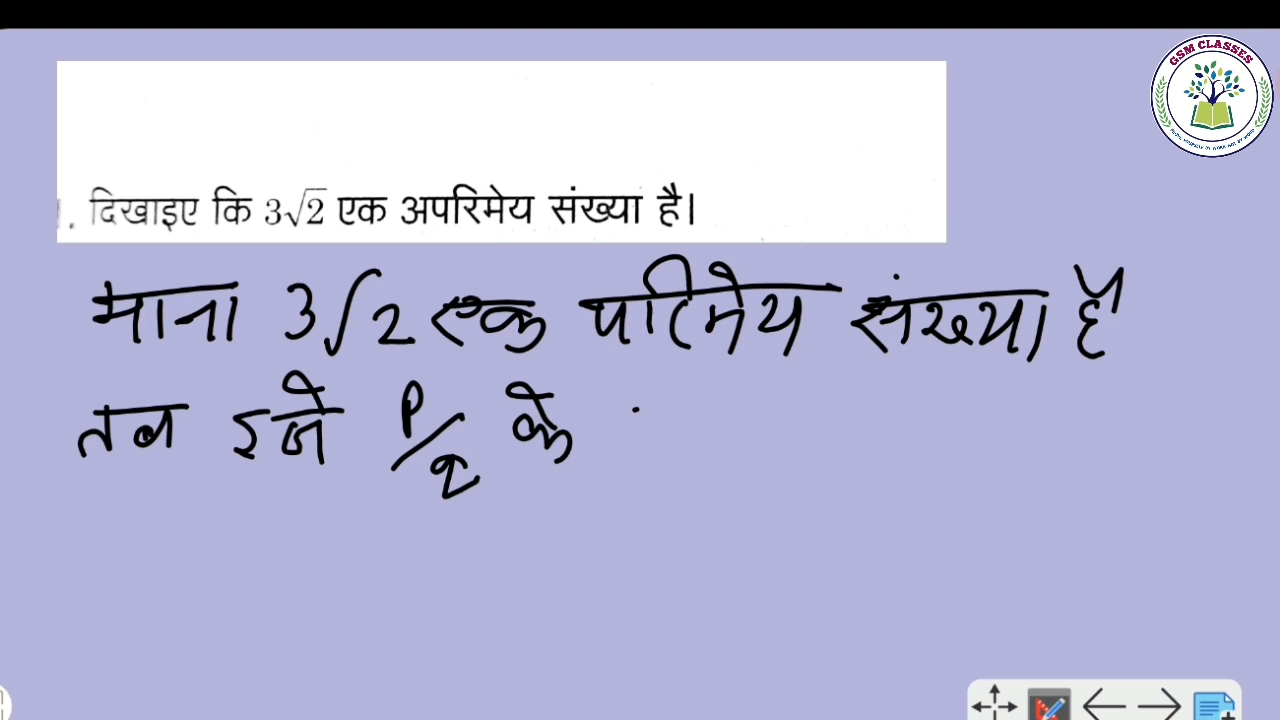 GSM CLASSES
. दिखाइए कि 3√2 एक अपरिमेय संख्या है।
माना 3√2 एक परिमेय संख्या है
तब इसे P/q के